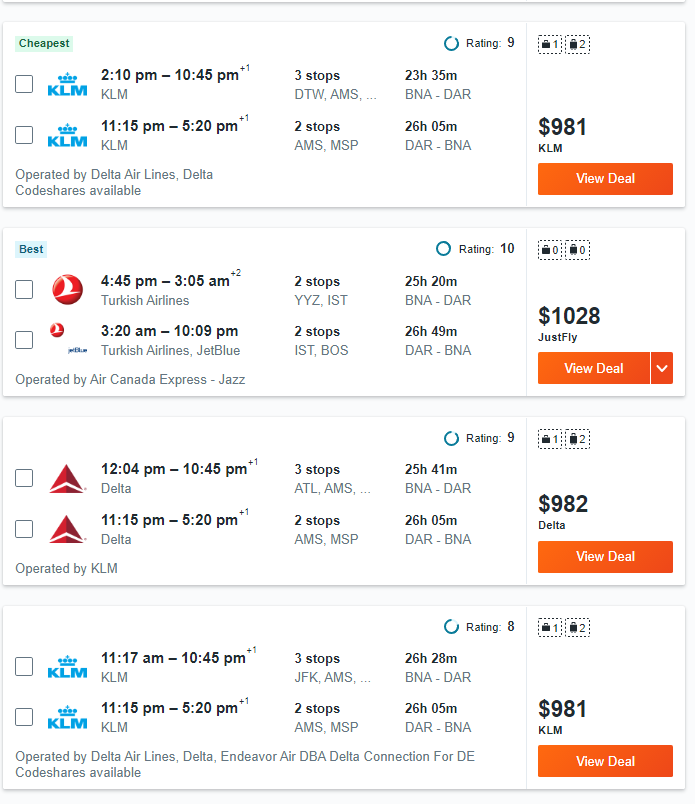 Cheapest
Rating: 9
1 2
2:10 pm – 10:45 pm+1 3 stops 23h 35m
KLM KLM DTW, AMS, ... BNA - DAR
11:15 pm – 5:20 pm+1 2 stops 26h 05m
KLM KLM AMS, MSP DAR - BNA
$981
KLM
View Deal
Operated by Delta Air Lines, Delta
Codeshares available
Best
Rating: 10
0 0
4:45 pm – 3:05 am+2 2 stops 25h 20m
Turkish Airlines YYZ, IST BNA - DAR
3:20 am – 10:09 pm 2 stops 26h 49m
jetBlue Turkish Airlines, JetBlue IST, BOS DAR - BNA
$1028
JustFly
View Deal
Operated by Air Canada Express - Jazz
Rating: 9
1 2
12:04 pm – 10:45 pm+1 3 stops 25h 41m
Delta ATL, AMS, ... BNA - DAR
11:15 pm – 5:20 pm+1 2 stops 26h 05m
Delta AMS, MSP DAR - BNA
$982
Delta
View Deal
Operated by KLM
Rating: 8
1 2
11:17 am – 10:45 pm+1 3 stops 26h 28m
KLM KLM JFK, AMS, ... BNA - DAR
11:15 pm – 5:20 pm+1 2 stops 26h 05m
KLM KLM AMS, MSP DAR - BNA
$981
KLM
View Deal
Operated by Delta Air Lines, Delta, Endeavor Air DBA Delta Connection For DE
Codeshares available